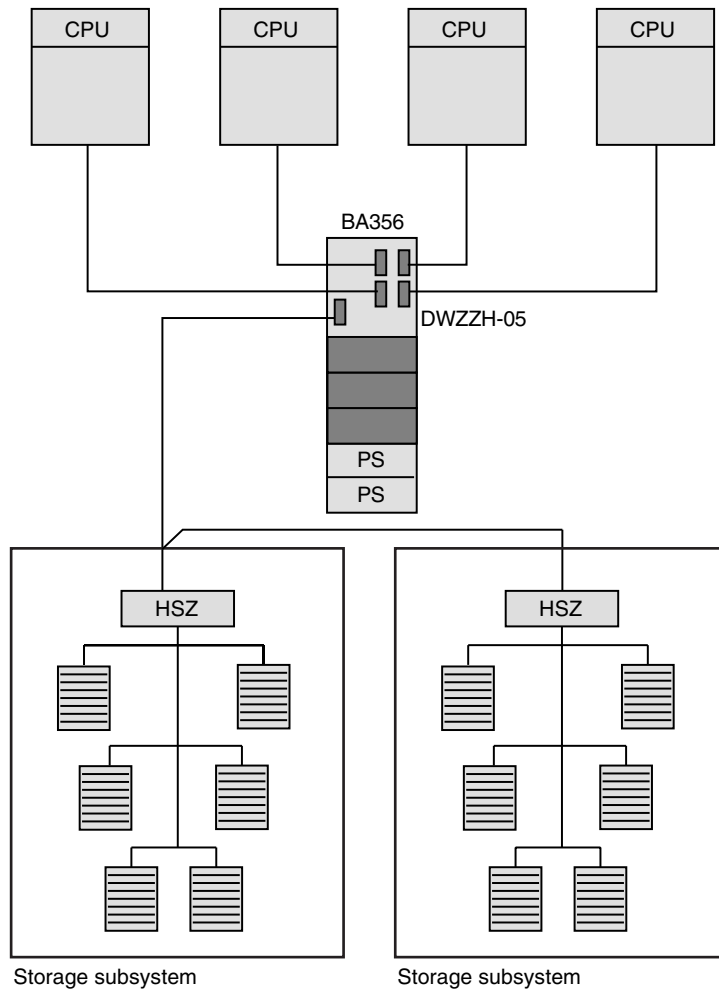 CPU
CPU
CPU
CPU
BA356
DWZZH-05
PS
PS
HSZ
HSZ
Storage subsystem
Storage subsystem